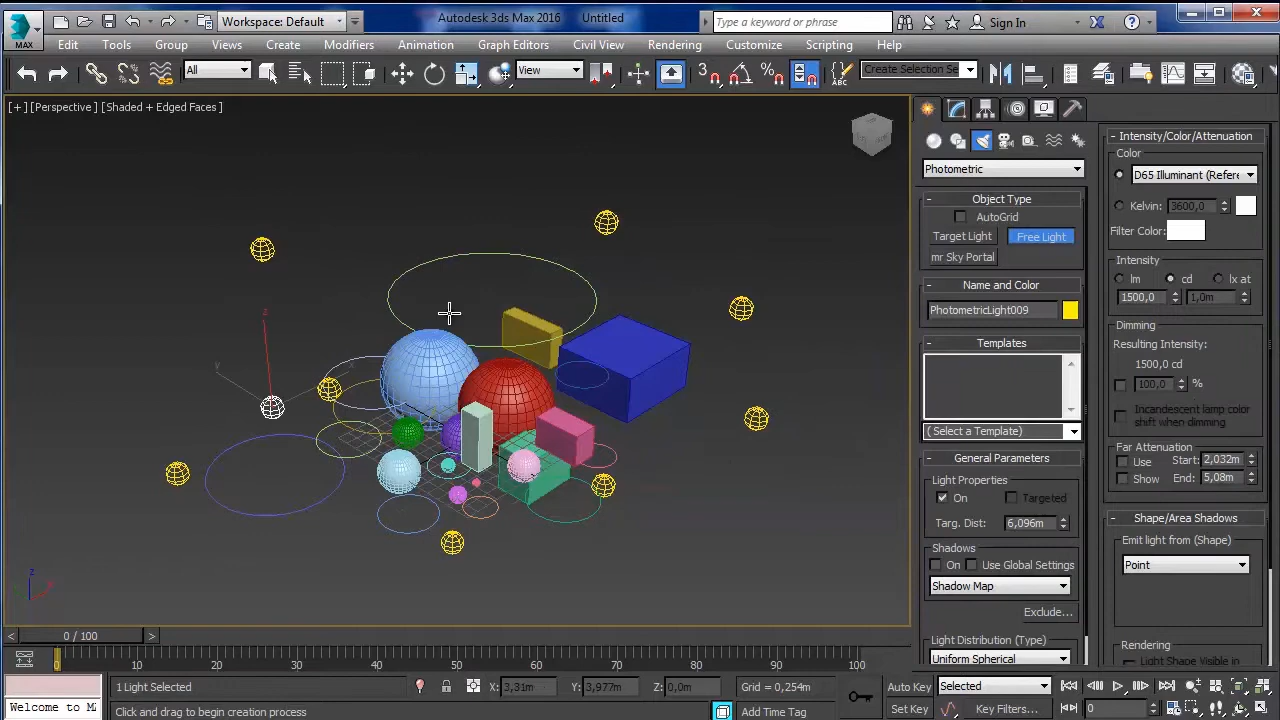 MAX
Workspace: Default
Autodesk 3ds Max 2016 Untitled
Type a keyword or phrase
Sign In
Edit Tools Group Views Create Modifiers Animation Graph Editors Civil View Rendering Customize Scripting Help
All
View
3
Create Selection Se
[+] [Perspective] [Shaded + Edged Faces]
z
y
x
z
Photometric
- Object Type
AutoGrid
Target Light Free Light
mr Sky Portal
- Name and Color
PhotometricLight009
- Templates
(Select a Template)
- General Parameters
Light Properties
On Targeted
Targ. Dist: 6,096m
Shadows
On Use Global Settings
Shadow Map
Exclude...
Light Distribution (Type)
Uniform Spherical
- Intensity/Color/Attenuation
Color
D65 Illuminant (Refere
Kelvin: 3600,0
Filter Color:
Intensity
lm cd lx at
1500,0 1,0m
Dimming
Resulting Intensity:
1500,0 cd
100,0 %
Incandescent lamp color
shift when dimming
Far Attenuation
Use Start: 2,032m
Show End: 5,08m
- Shape/Area Shadows
Emit light from (Shape)
Point
Rendering
Light Shape Visible in
< 0 / 100 >
0 10 20 30 40 50 60 70 80 90 100
1 Light Selected
X: 3,31m Y: 3,977m Z: 0,0m Grid = 0,254m
Auto Key Selected
Welcome to MA
Click and drag to begin creation process
Add Time Tag
Set Key Key Filters...
0